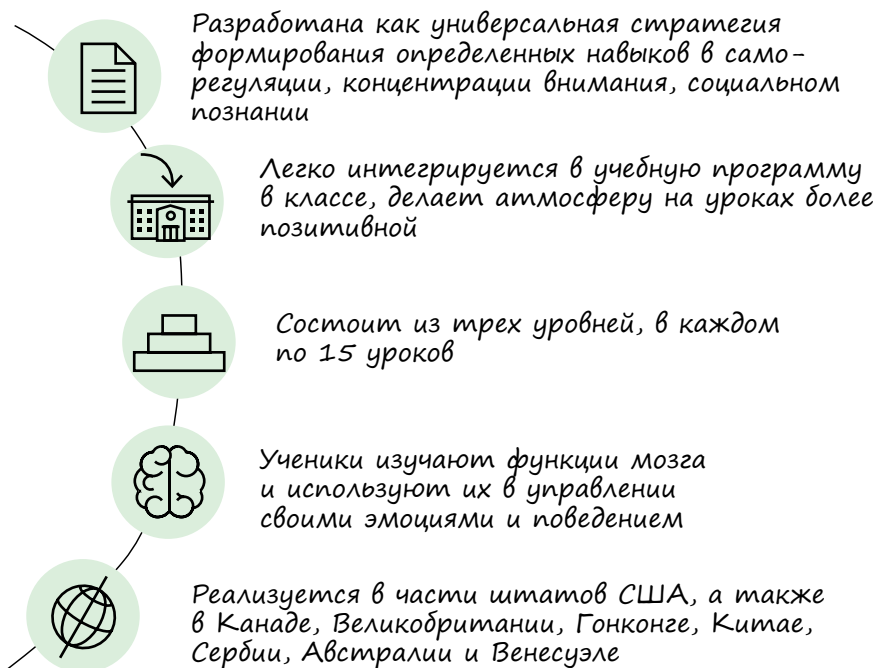 Разработана как универсальная стратегия
формирования определенных навыков в само-
регуляции, концентрации внимания, социальном
познании
Легко интегрируется в учебную программу
в классе, делает атмосферу на уроках более
позитивной
Состоит из трех уровней, в каждом
по 15 уроков
Ученики изучают функции мозга
и используют их в управлении
своими эмоциями и поведением
Реализуется в части штатов США, а также
в Канаде, Великобритании, Гонконге, Китае,
Сербии, Австралии и Венесуэле